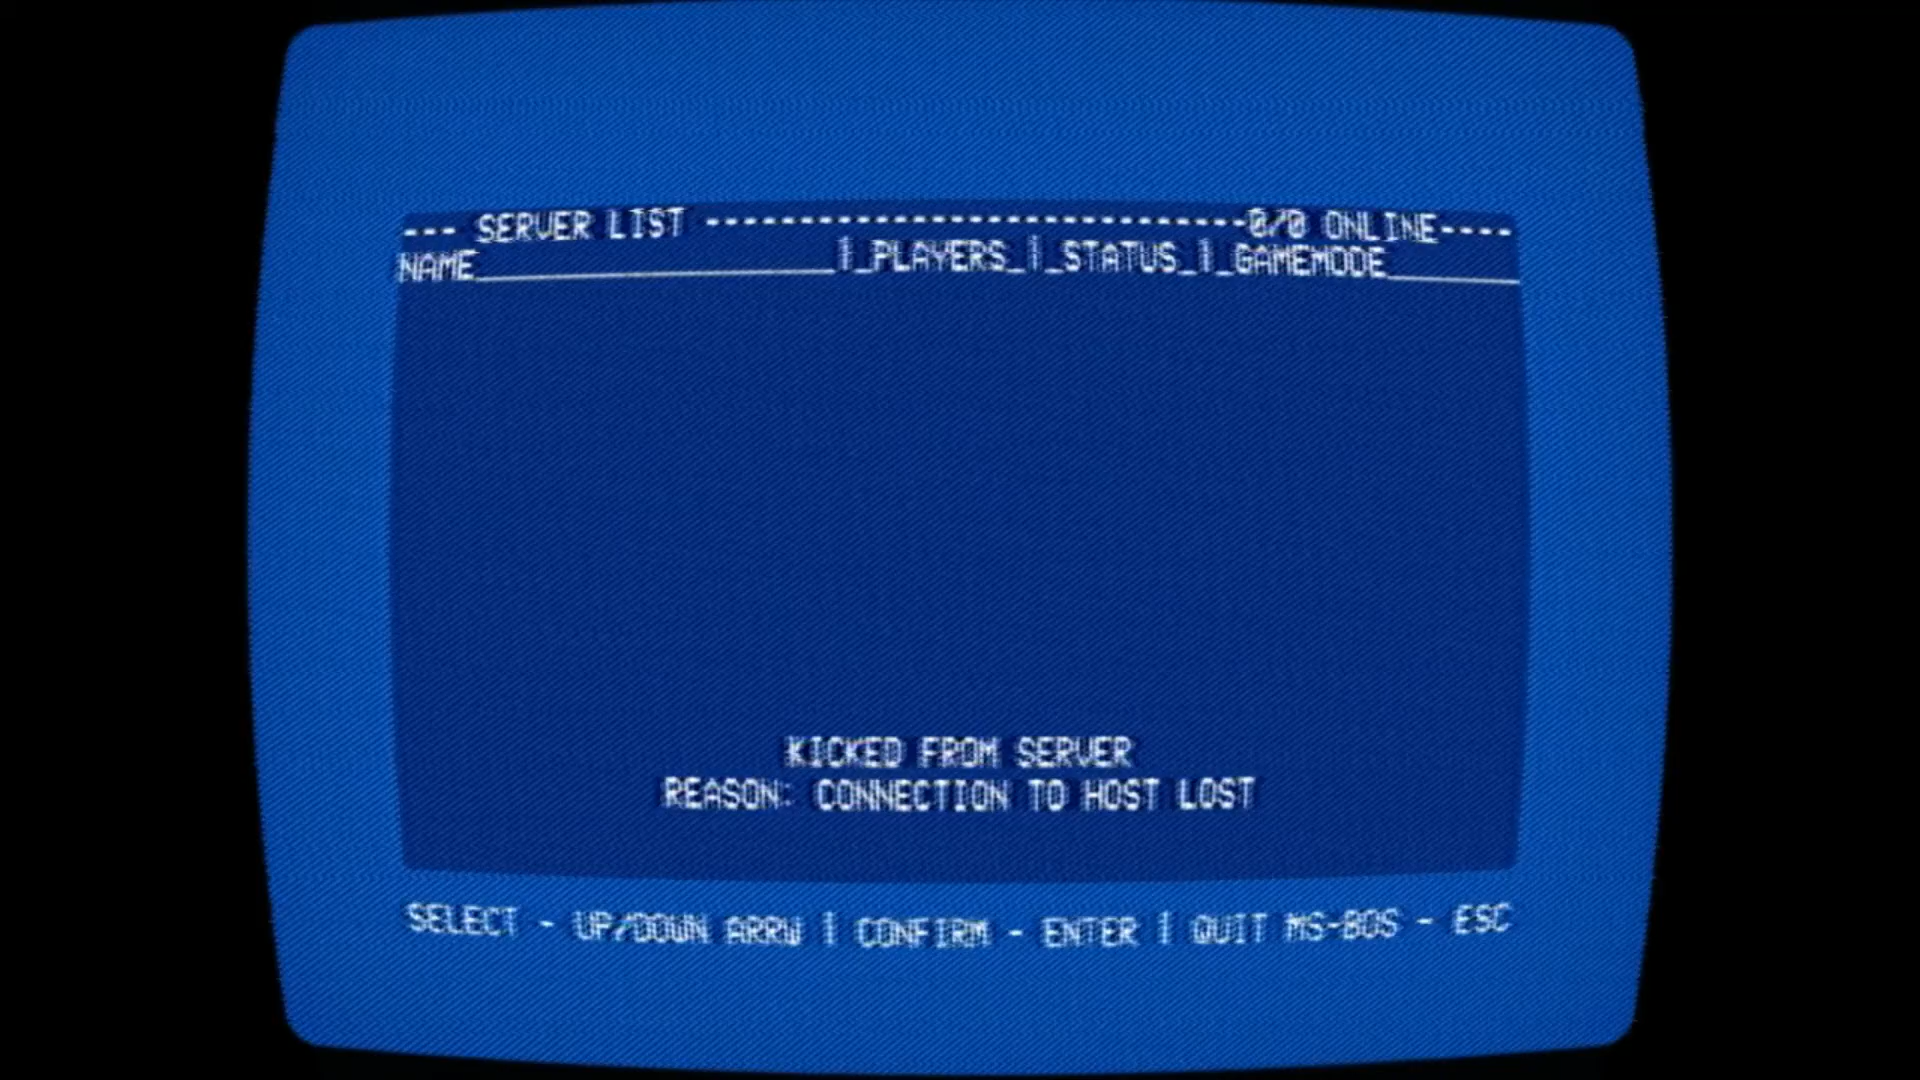 --- SERVER LIST -----------------------------0/0 ONLINE----
NAME___________________|_PLAYERS_|_STATUS_|_GAMEMODE_______
KICKED FROM SERVER
REASON: CONNECTION TO HOST LOST
SELECT - UP/DOWN ARRW | CONFIRM - ENTER | QUIT MS-BOS - ESC